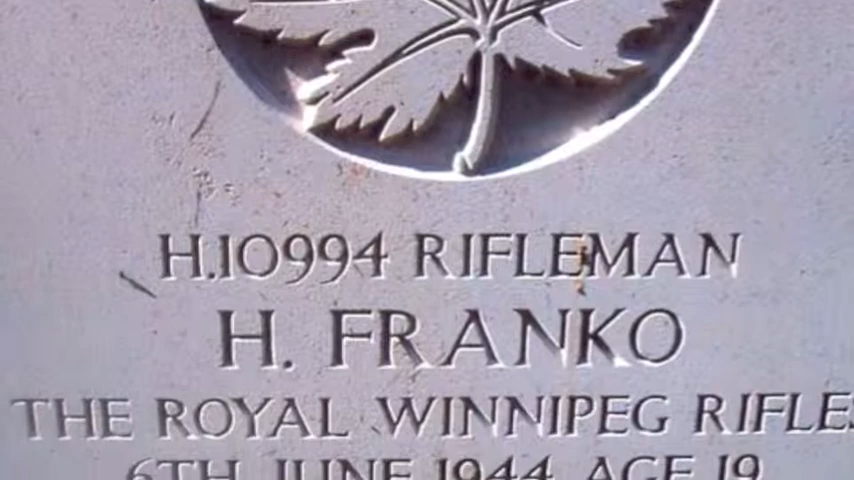 H.10994 RIFLEMAN
H. FRANKO
THE ROYAL WINNIPEG RIFLES
6TH JUNE 1944 AGE 19